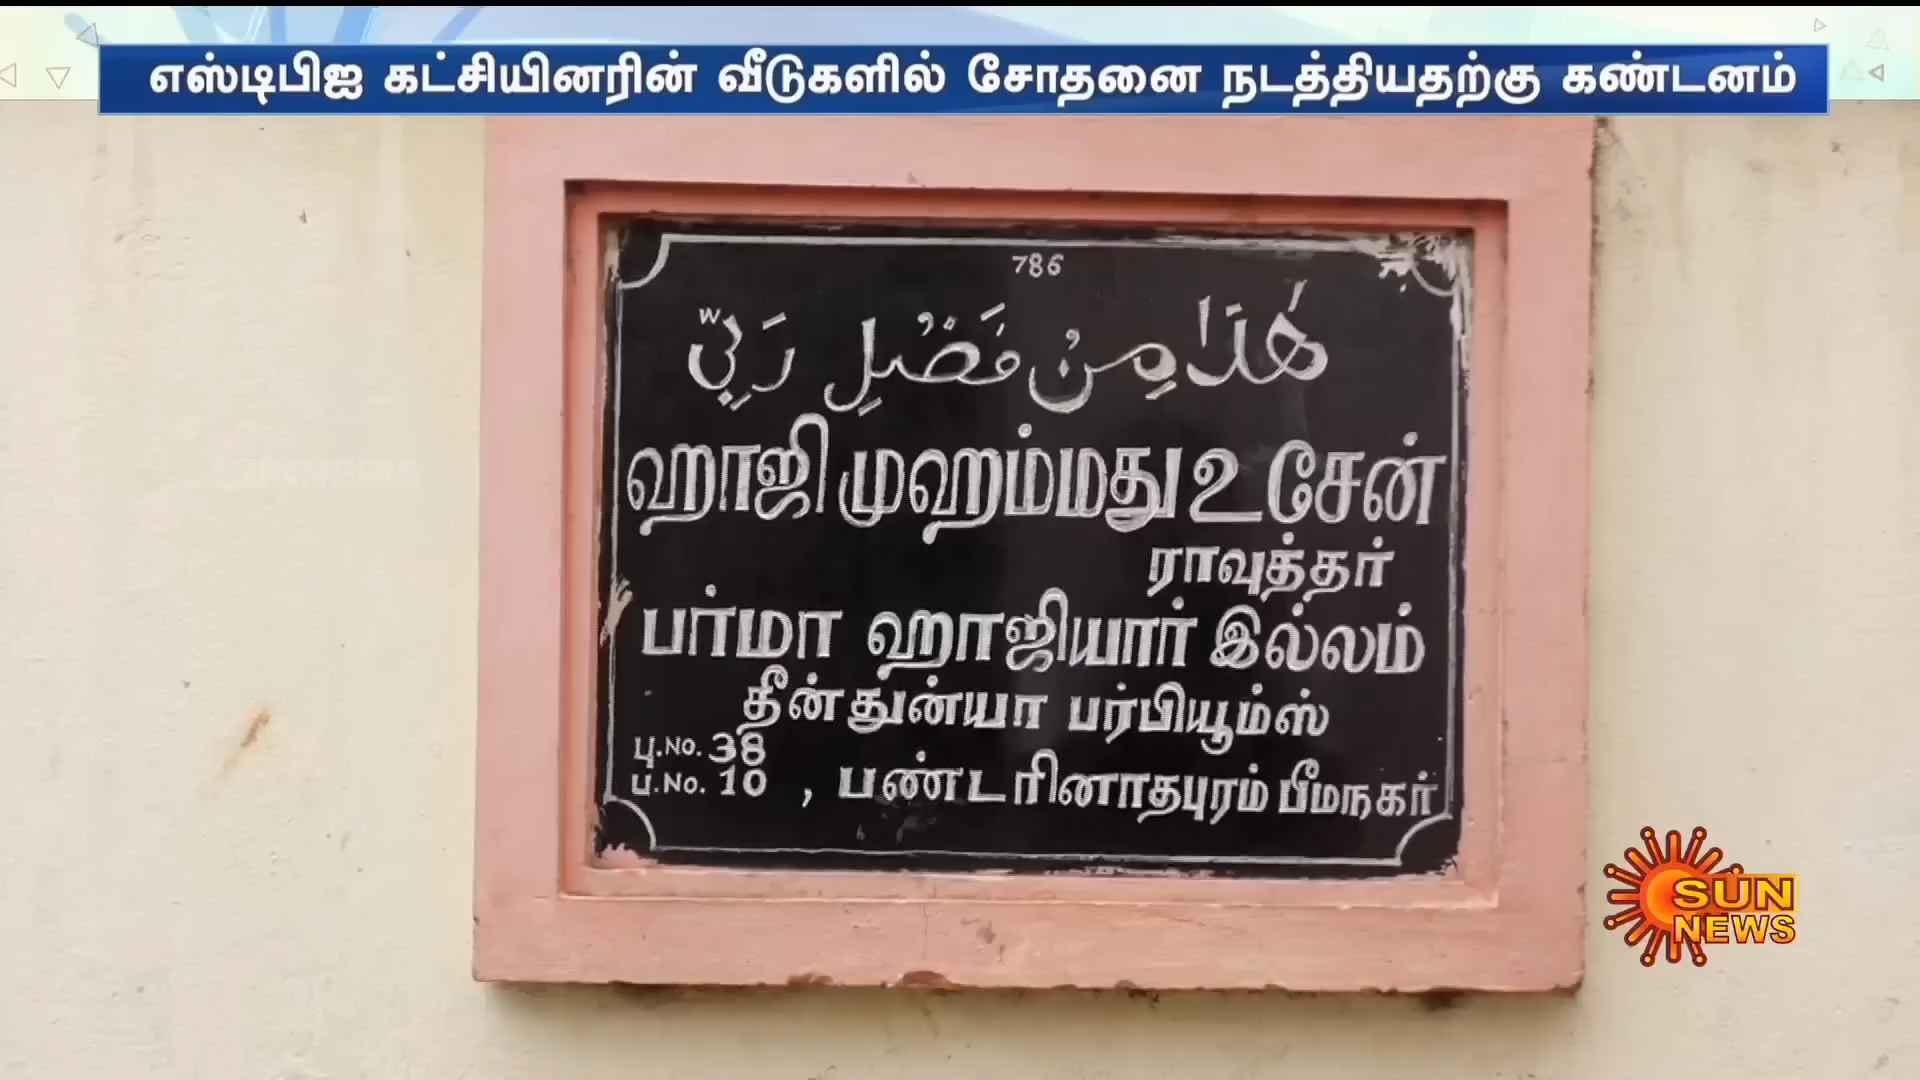 எஸ்டிபிஐ கட்சியினரின் வீடுகளில் சோதனை நடத்தியதற்கு கண்டனம்
786
هٰذَا مِنْ فَضْلِ رَبِّي
ஹாஜி முஹம்மது உசேன்
ராவுத்தர்
பர்மா ஹாஜியார் இல்லம்
தீன்துன்யா பர்பியூம்ஸ்
பு.No. 38
ப.No. 10 , பண்டரினாதபுரம் பீமநகர்
SUN
NEWS